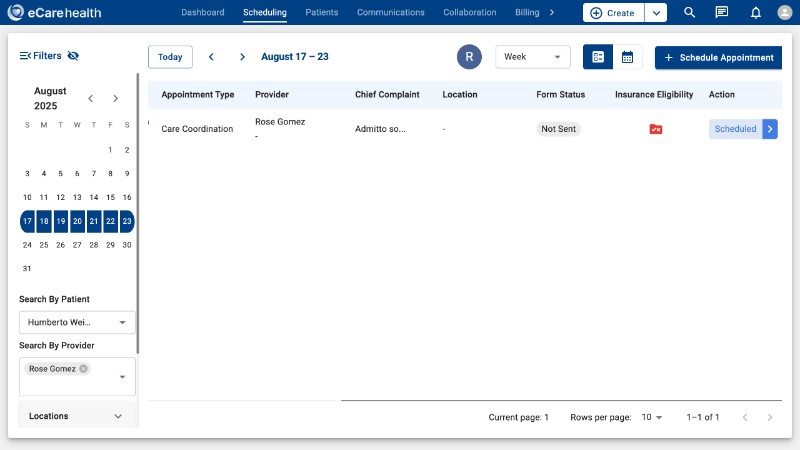 eCarehealth
Dashboard Scheduling Patients Communications Collaboration Billing
Create
Filters
Today
August 17 – 23
R
Week
Schedule Appointment
August
2025
S M T W T F S
1 2
3 4 5 6 7 8 9
10 11 12 13 14 15 16
17 18 19 20 21 22 23
24 25 26 27 28 29 30
31
Search By Patient
Humberto Wei...
Search By Provider
Rose Gomez
Locations
Appointment Type Provider Chief Complaint Location Form Status Insurance Eligibility Action
Care Coordination Rose Gomez Admitto so... - Not Sent Scheduled
-
Current page: 1 Rows per page: 10 1–1 of 1